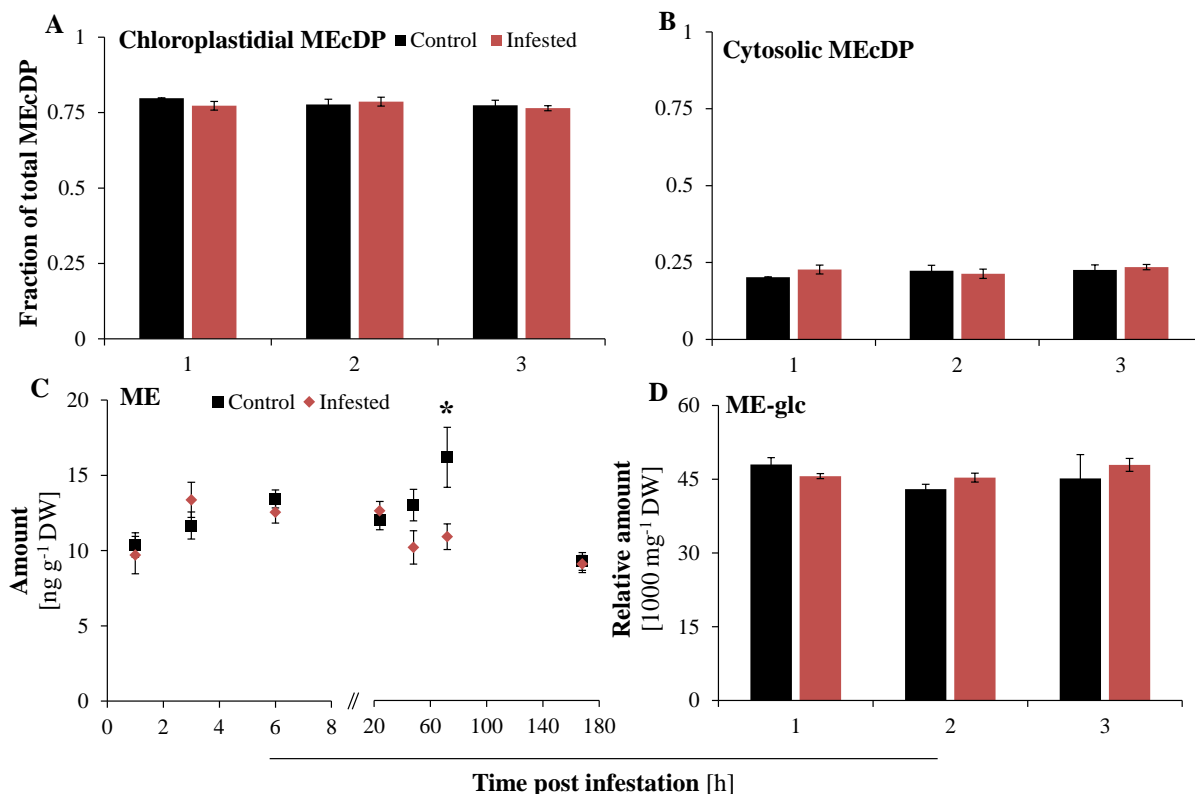 A
Chloroplastidial MEcDP
Control
Infested
Fraction of total MEcDP
1
0.75
0.5
0.25
0
1
2
3
B
Cytosolic MEcDP
1
0.75
0.5
0.25
0
1
2
3
C
ME
Control
Infested
*
Amount
[ng g⁻¹ DW]
20
15
10
5
0
0 2 4 6 8 // 20 60 100 140 180
D
ME-glc
Relative amount
[1000 mg⁻¹ DW]
60
45
30
15
0
1
2
3
Time post infestation [h]